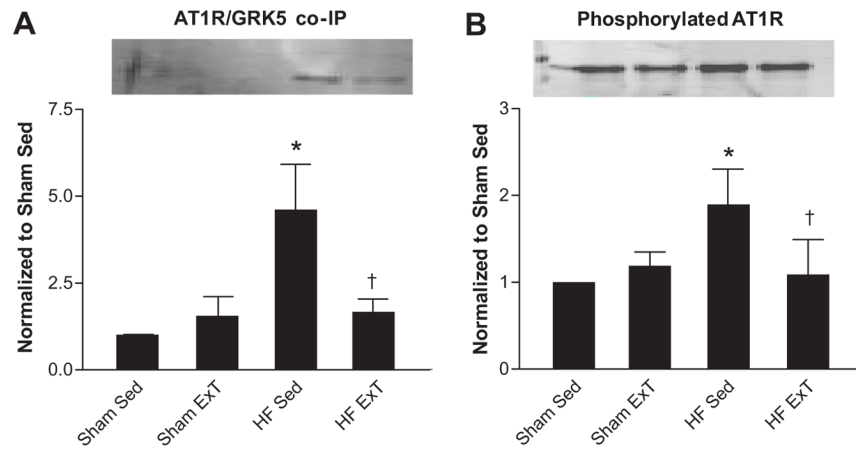 A
AT1R/GRK5 co-IP
Normalized to Sham Sed
7.5
5.0
2.5
0.0
*
†
Sham Sed
Sham ExT
HF Sed
HF ExT
B
Phosphorylated AT1R
Normalized to Sham Sed
3
2
1
0
*
†
Sham Sed
Sham ExT
HF Sed
HF ExT